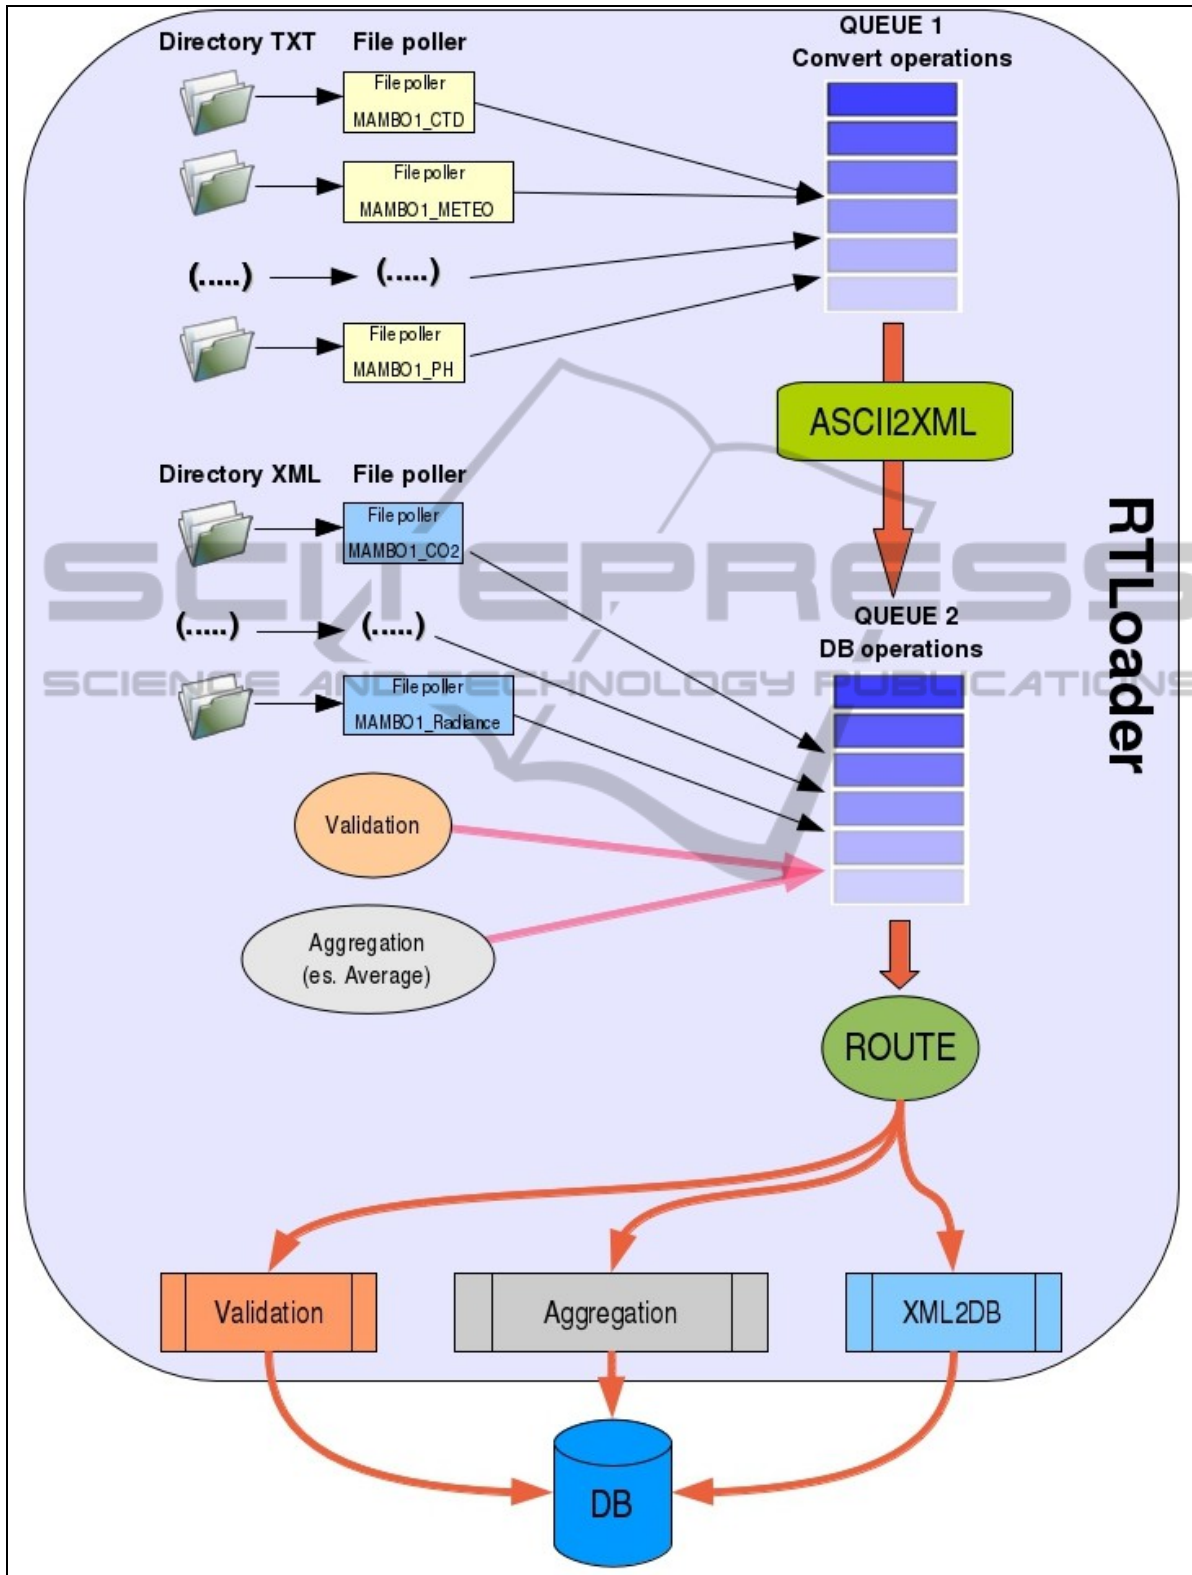 Directory TXT
File poller
QUEUE 1
Convert operations
File poller
MAMBO1_CTD
File poller
MAMBO1_METEO
(.....)
(.....)
File poller
MAMBO1_PH
ASCII2XML
Directory XML
File poller
File poller
MAMBO1_CO2
RTLoader
SCITEPRESS
SCIENCE AND TECHNOLOGY PUBLICATIONS
QUEUE 2
DB operations
(.....)
(.....)
File poller
MAMBO1_Radiance
Validation
Aggregation
(es. Average)
ROUTE
Validation
Aggregation
XML2DB
DB